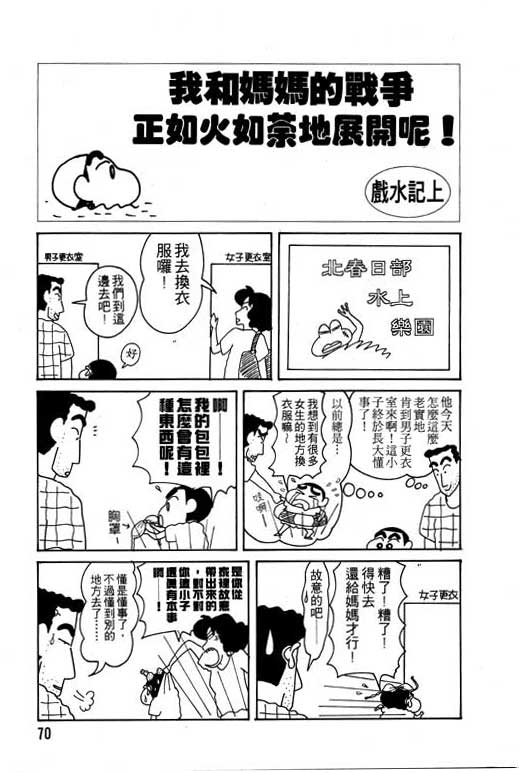 我和媽媽的戰爭
正如火如荼地展開呢！
戲水記上
北春日部
水上
樂園
女子更衣室
我去換衣
服囉！
男子更衣室
我們到這
邊去吧！
好
他今天
怎麼這麼
老實地
肯到男子更衣
室來啊！這小
子終於長大懂
事了！
以前總是…
我想到有很多
女生的地方換
衣服嘛～
哎啊！
啊——！
我的包包裡
怎麼會有這
種東西呢！
胸罩
糟了！糟了！
得快去
還給媽媽才行！
女子更衣
故意的吧——
是你從
家裡故意
帶出來的
，對不對
你這小子
還真有本事
啊！
懂是懂事了，
不過懂到別的
地方去了……
70